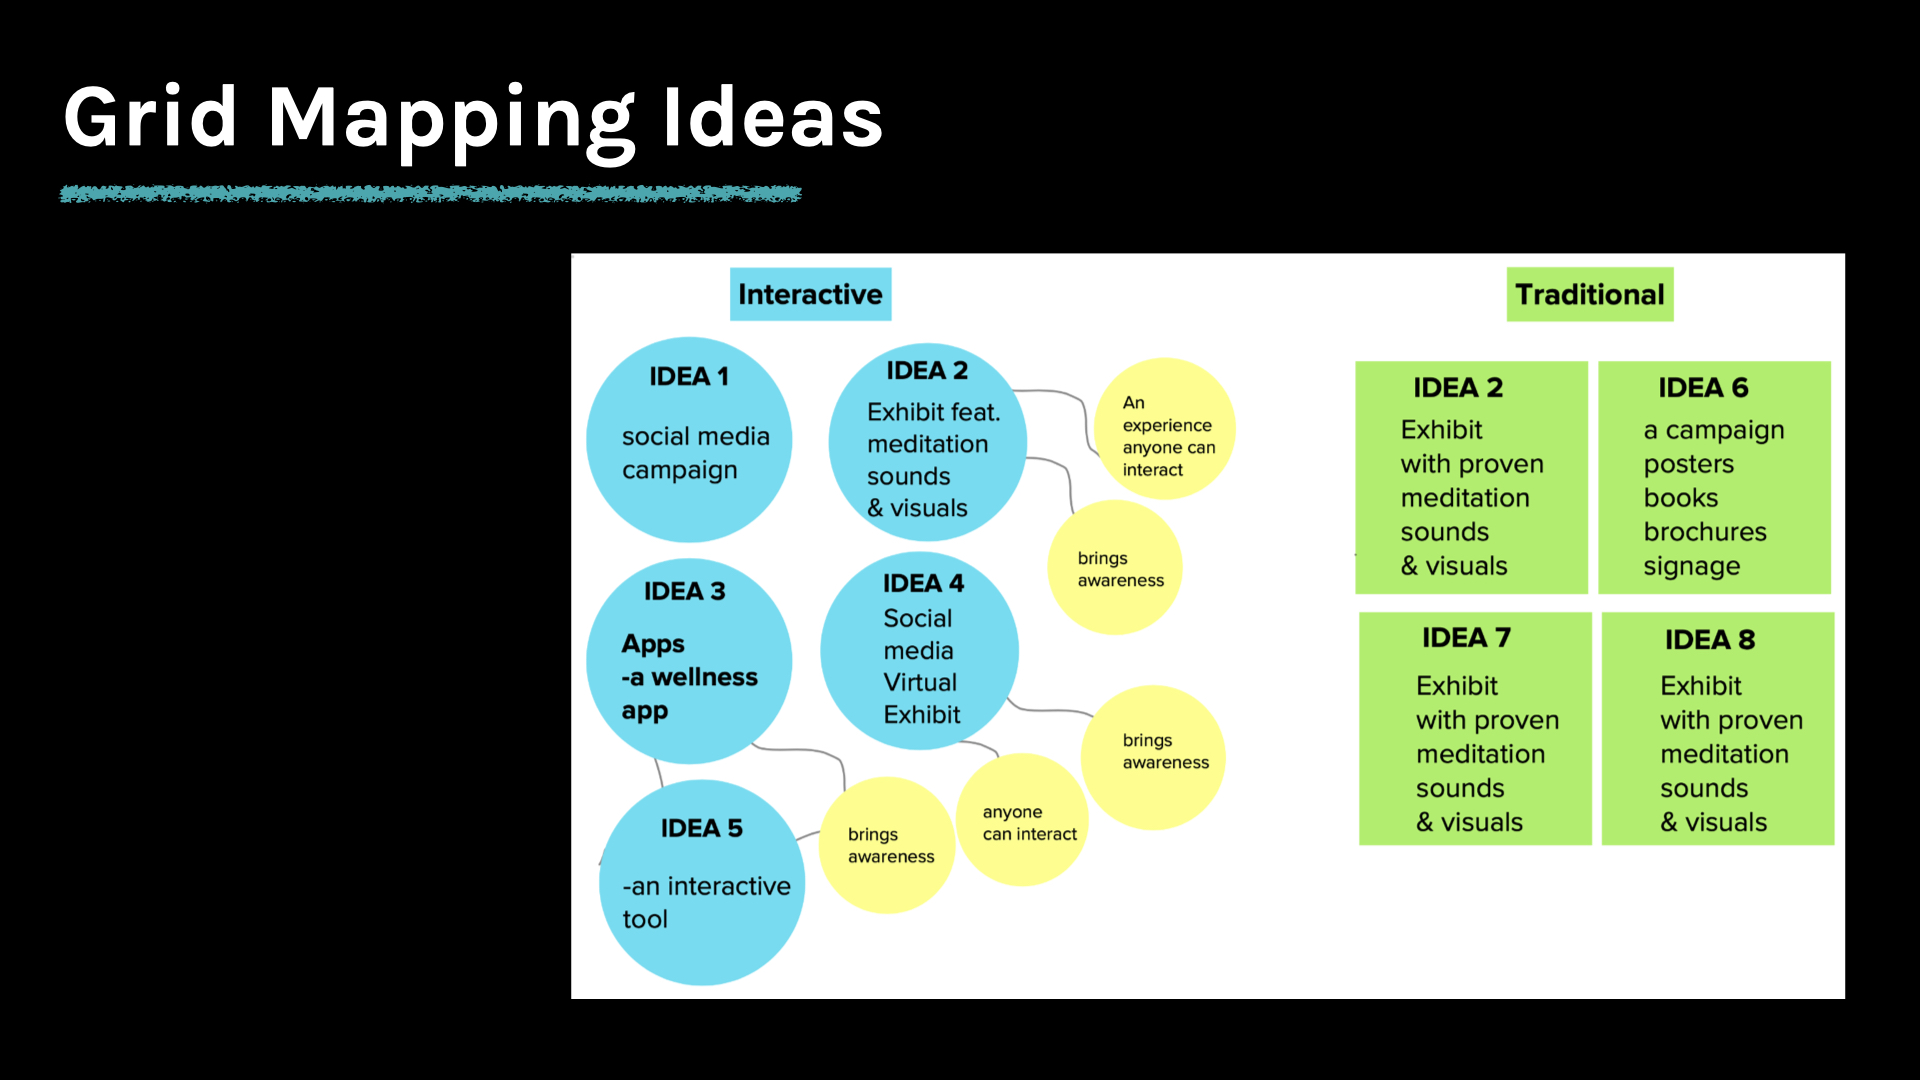 Grid Mapping Ideas
Interactive
IDEA 1
social media
campaign
IDEA 2
Exhibit feat.
meditation
sounds
& visuals
An
experience
anyone can
interact
brings
awareness
IDEA 3
Apps
-a wellness
app
IDEA 4
Social
media
Virtual
Exhibit
brings
awareness
anyone
can interact
brings
awareness
IDEA 5
-an interactive
tool
Traditional
IDEA 2
Exhibit
with proven
meditation
sounds
& visuals
IDEA 6
a campaign
posters
books
brochures
signage
IDEA 7
Exhibit
with proven
meditation
sounds
& visuals
IDEA 8
Exhibit
with proven
meditation
sounds
& visuals